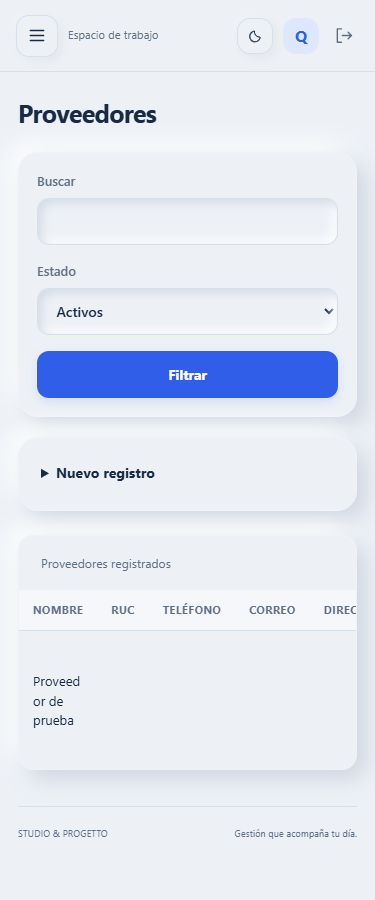 Espacio de trabajo
Q
Proveedores
Buscar
Estado
Activos
Filtrar
Nuevo registro
Proveedores registrados
NOMBRE RUC TELÉFONO CORREO DIREC
Proveed
or de
prueba
STUDIO & PROGETTO Gestión que acompaña tu día.